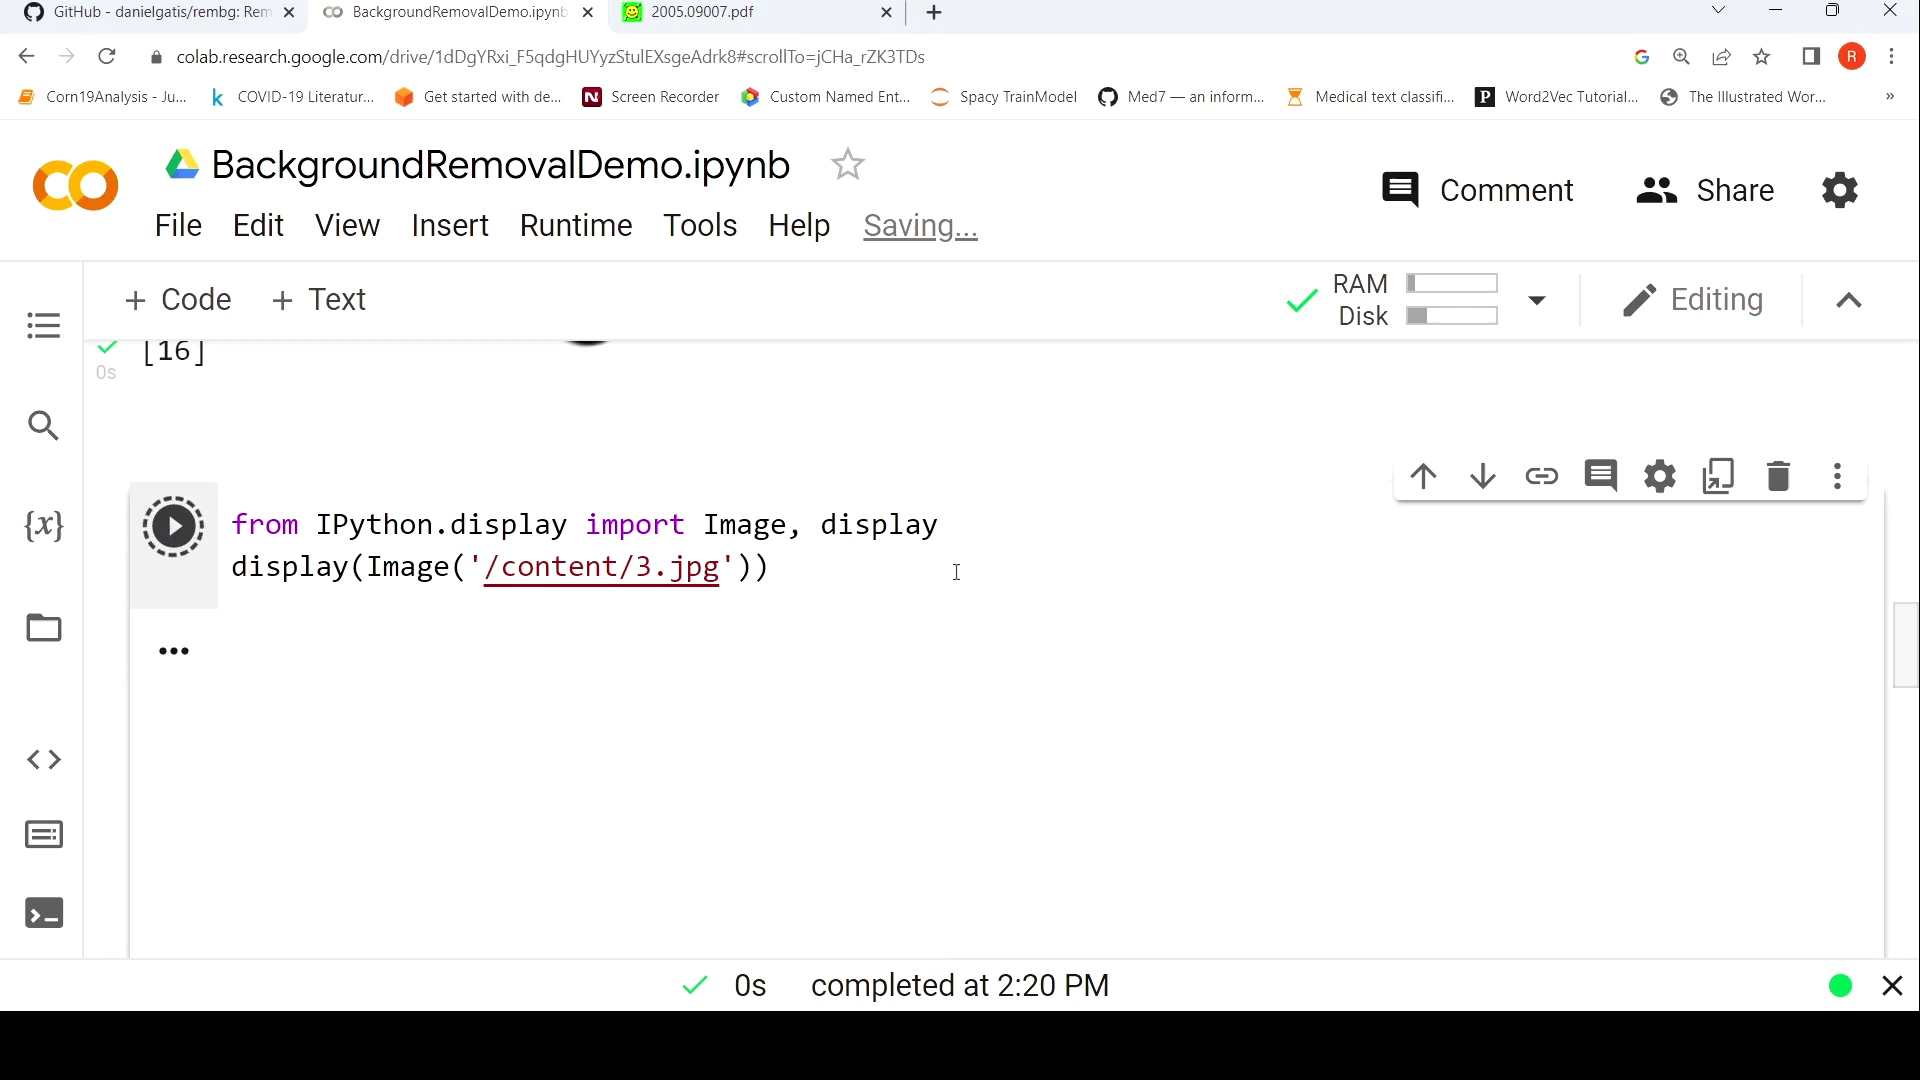 GitHub - danielgatis/rembg: Rem
BackgroundRemovalDemo.ipynb
2005.09007.pdf
colab.research.google.com/drive/1dDgYRxi_F5qdgHUYyzStulEXsgeAdrk8#scrollTo=jCHa_rZK3TDs
R
Corn19Analysis - Ju...
COVID-19 Literatur...
Get started with de...
Screen Recorder
Custom Named Ent...
Spacy TrainModel
Med7 — an inform...
Medical text classifi...
Word2Vec Tutorial...
The Illustrated Wor...
»
BackgroundRemovalDemo.ipynb
Comment
Share
File Edit View Insert Runtime Tools Help Saving...
+ Code + Text
RAM
Disk
Editing
[16]
0s
{x}
from IPython.display import Image, display
display(Image('/content/3.jpg'))
0s completed at 2:20 PM